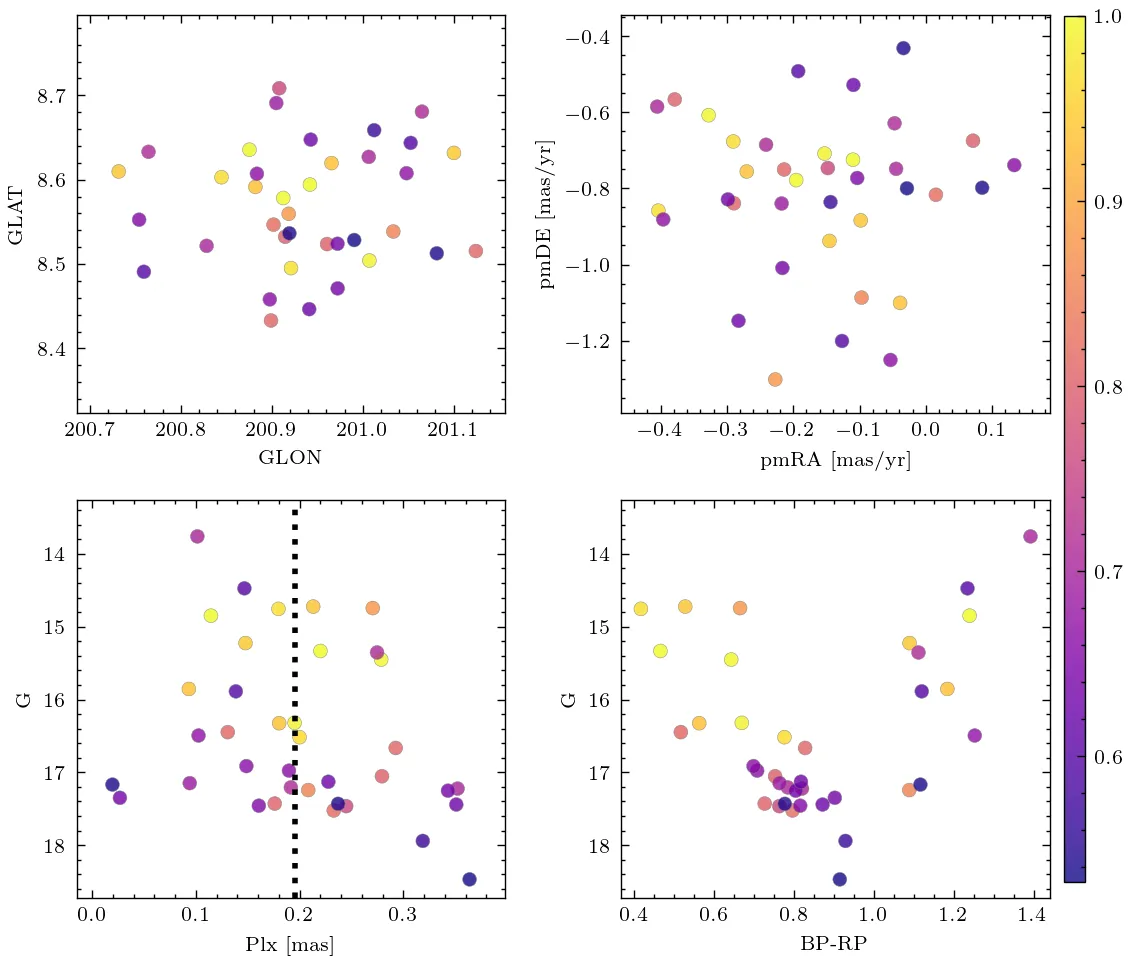 8.7
8.6
8.5
8.4
GLAT
200.7 200.8 200.9 201.0 201.1
GLON
−0.4
−0.6
−0.8
−1.0
−1.2
pmDE [mas/yr]
−0.4 −0.3 −0.2 −0.1 0.0 0.1
pmRA [mas/yr]
1.0
0.9
0.8
0.7
0.6
14
15
16
17
18
G
0.0 0.1 0.2 0.3
Plx [mas]
14
15
16
17
18
G
0.4 0.6 0.8 1.0 1.2 1.4
BP-RP